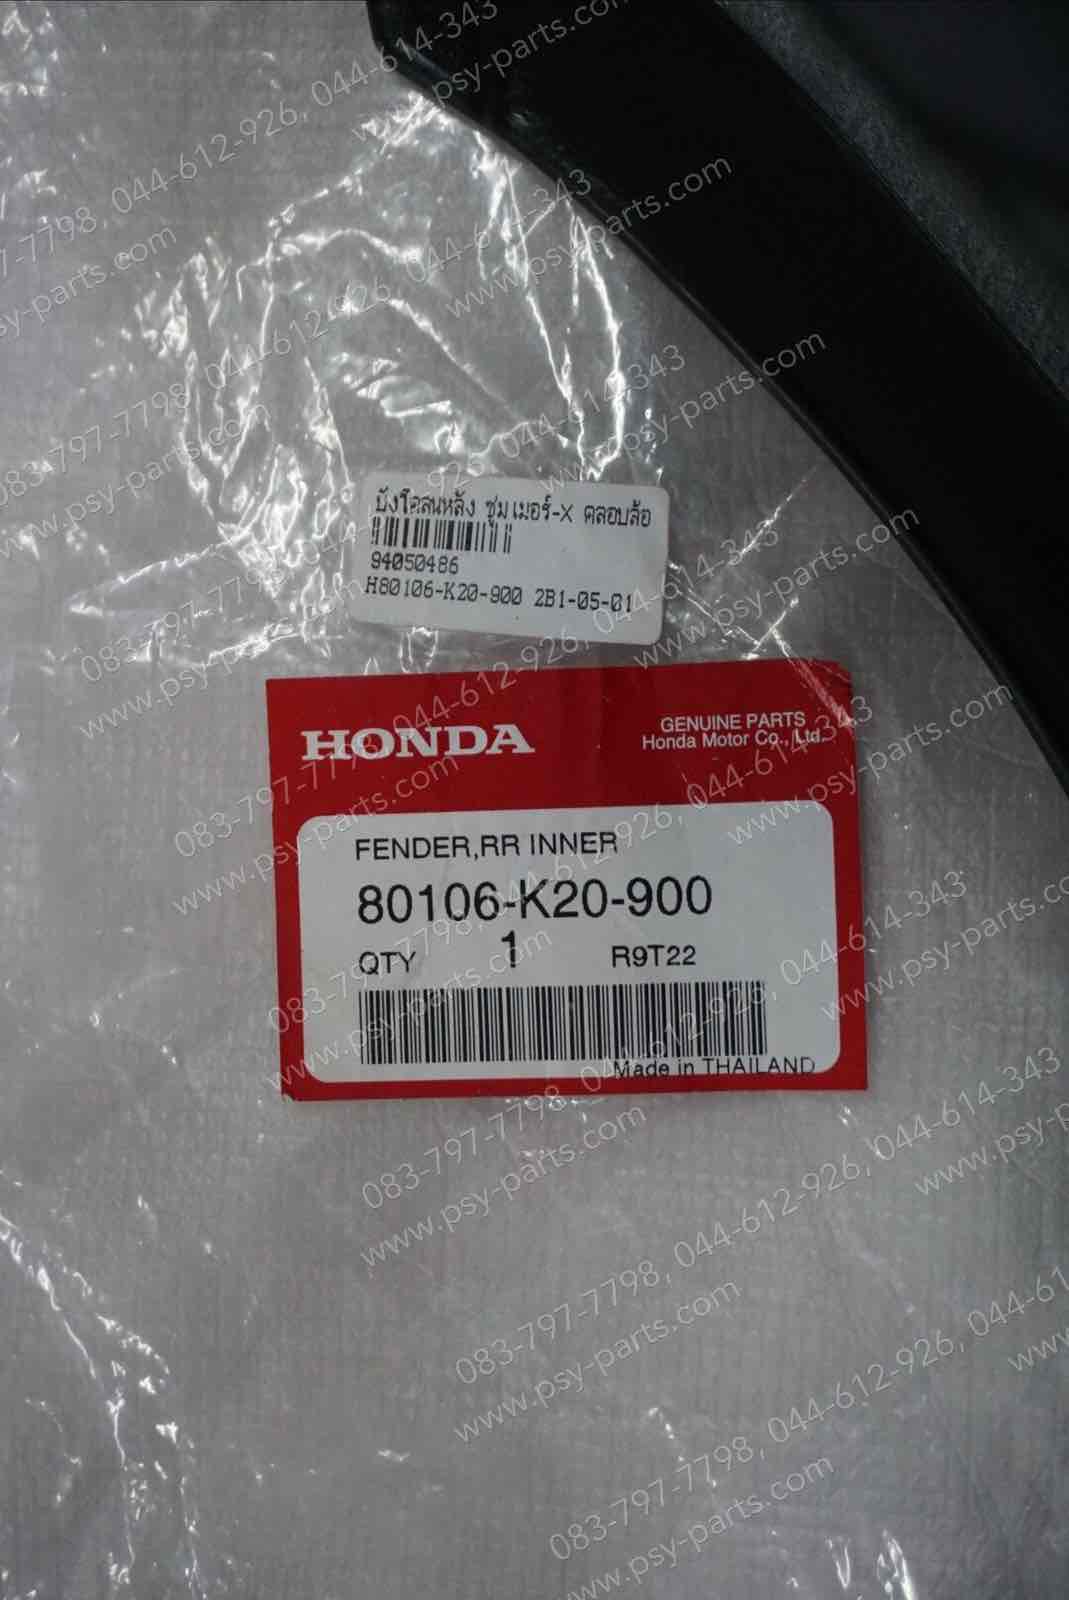 บังโคลนหลัง ซูมเมอร์-X คลอบล้อ
94050486
H80106-K20-900 2B1-05-01
HONDA
GENUINE PARTS
Honda Motor Co., Ltd.
FENDER,RR INNER
80106-K20-900
QTY 1 R9T22
Made in THAILAND
083-797-7798, 044-612-926, 044-614-343
www.psy-parts.com